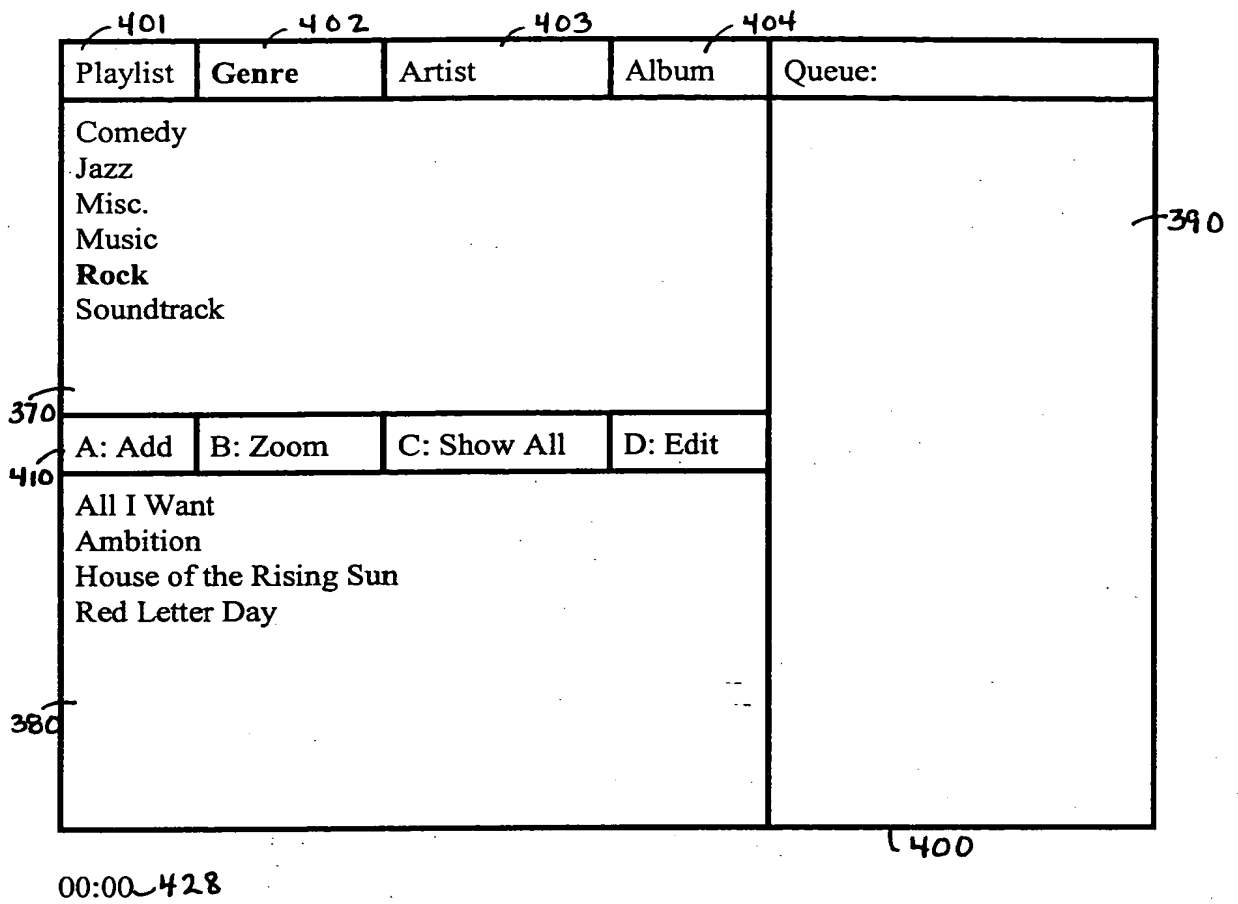 401 402 403 404
Playlist Genre Artist Album Queue:
Comedy
Jazz
Misc.
Music
Rock
Soundtrack
390
370
A: Add B: Zoom C: Show All D: Edit
410
All I Want
Ambition
House of the Rising Sun
Red Letter Day
380
400
00:00 428